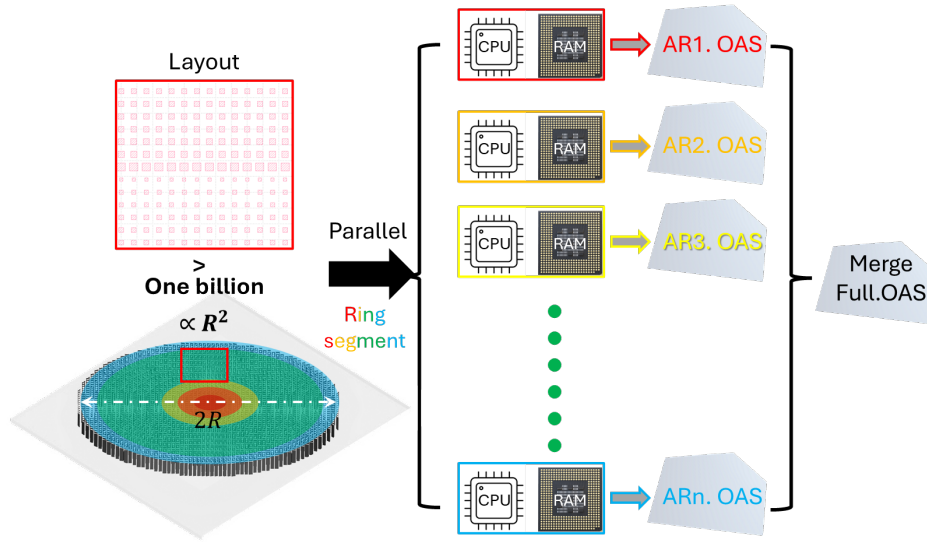 Layout
>
One billion
∝ R²
2R
Parallel
Ring
segment
CPU
RAM
AR1. OAS
CPU
RAM
AR2. OAS
CPU
RAM
AR3. OAS
CPU
RAM
ARn. OAS
Merge
Full.OAS